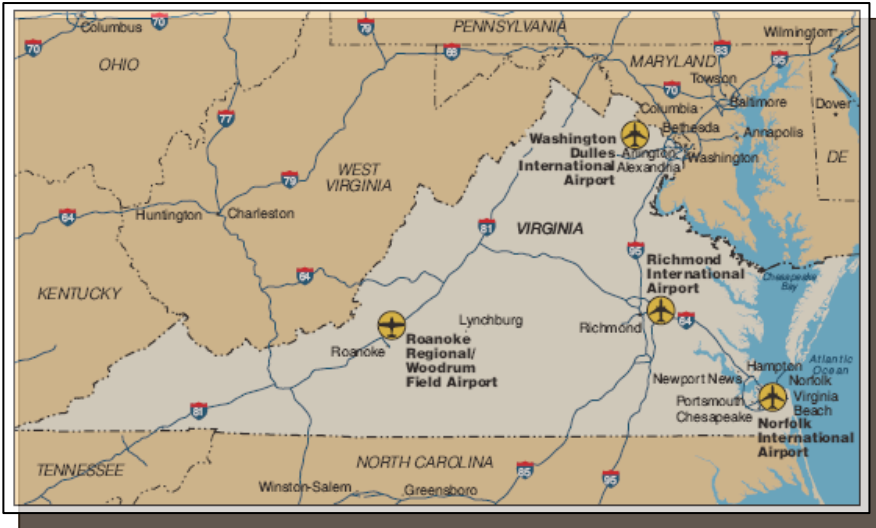 Columbus
70
70
OHIO
79
PENNSYLVANIA
68
83
Wilmington
95
MARYLAND
70
Towson
Columbia
Baltimore
Dover
Bethesda
Annapolis
DE
Washington
Dulles
International
Airport
Arlington
Alexandria
Washington
77
79
WEST
VIRGINIA
64
Huntington
Charleston
81
VIRGINIA
95
Richmond
International
Airport
Chesapeake
Bay
64
KENTUCKY
Lynchburg
Richmond
64
Roanoke
Roanoke
Regional/
Woodrum
Field Airport
Newport News
Hampton
Atlantic
Ocean
Norfolk
Virginia
Beach
Portsmouth
Chesapeake
Norfolk
International
Airport
81
TENNESSEE
NORTH CAROLINA
85
95
Winston-Salem
Greensboro